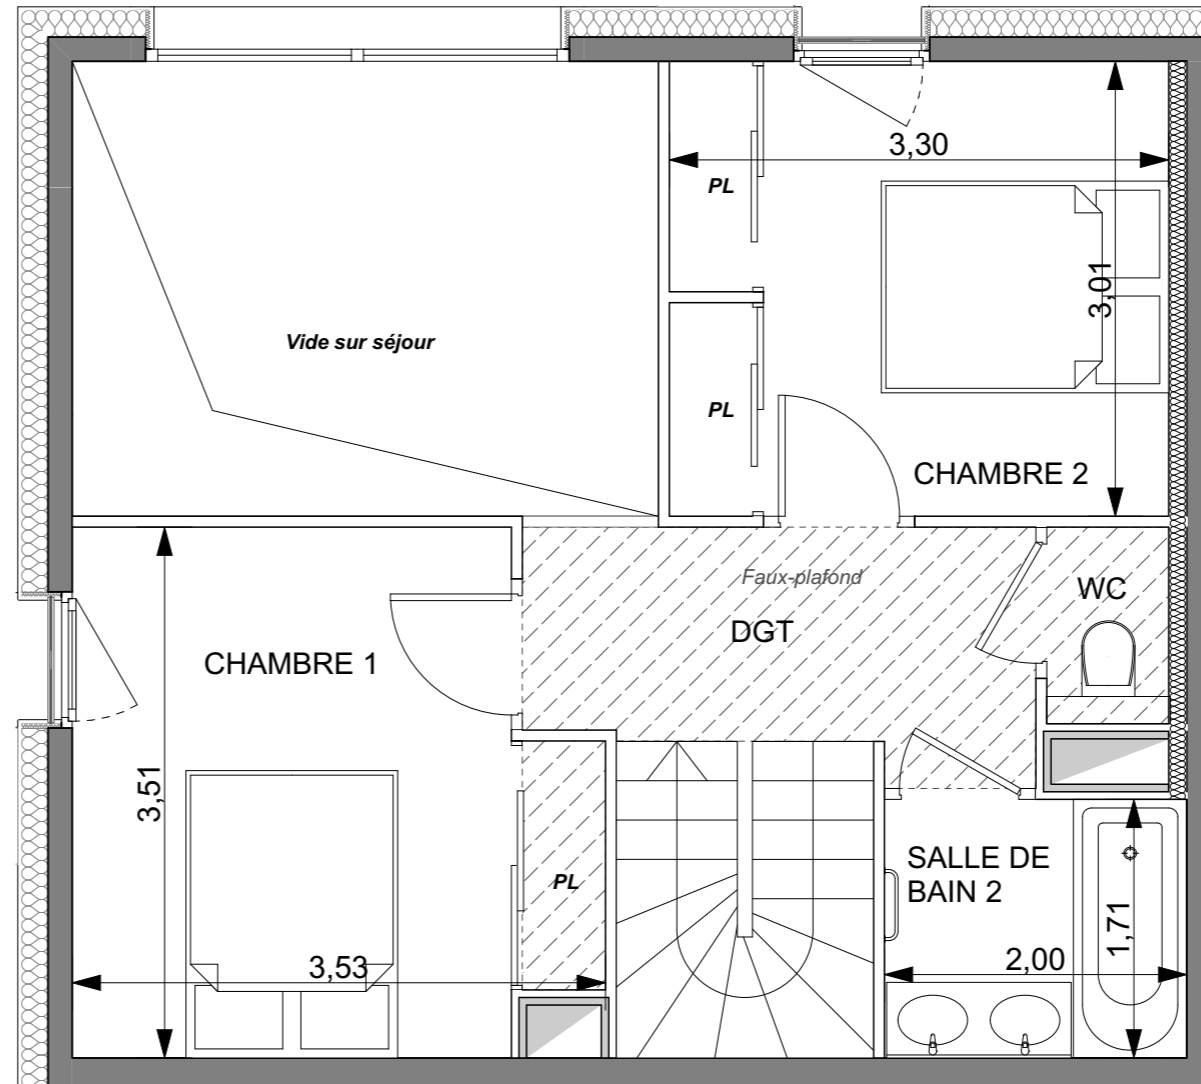 3,30
PL
3,01
Vide sur séjour
PL
CHAMBRE 2
Faux-plafond
WC
DGT
CHAMBRE 1
3,51
PL
SALLE DE
BAIN 2
1,71
3,53
2,00